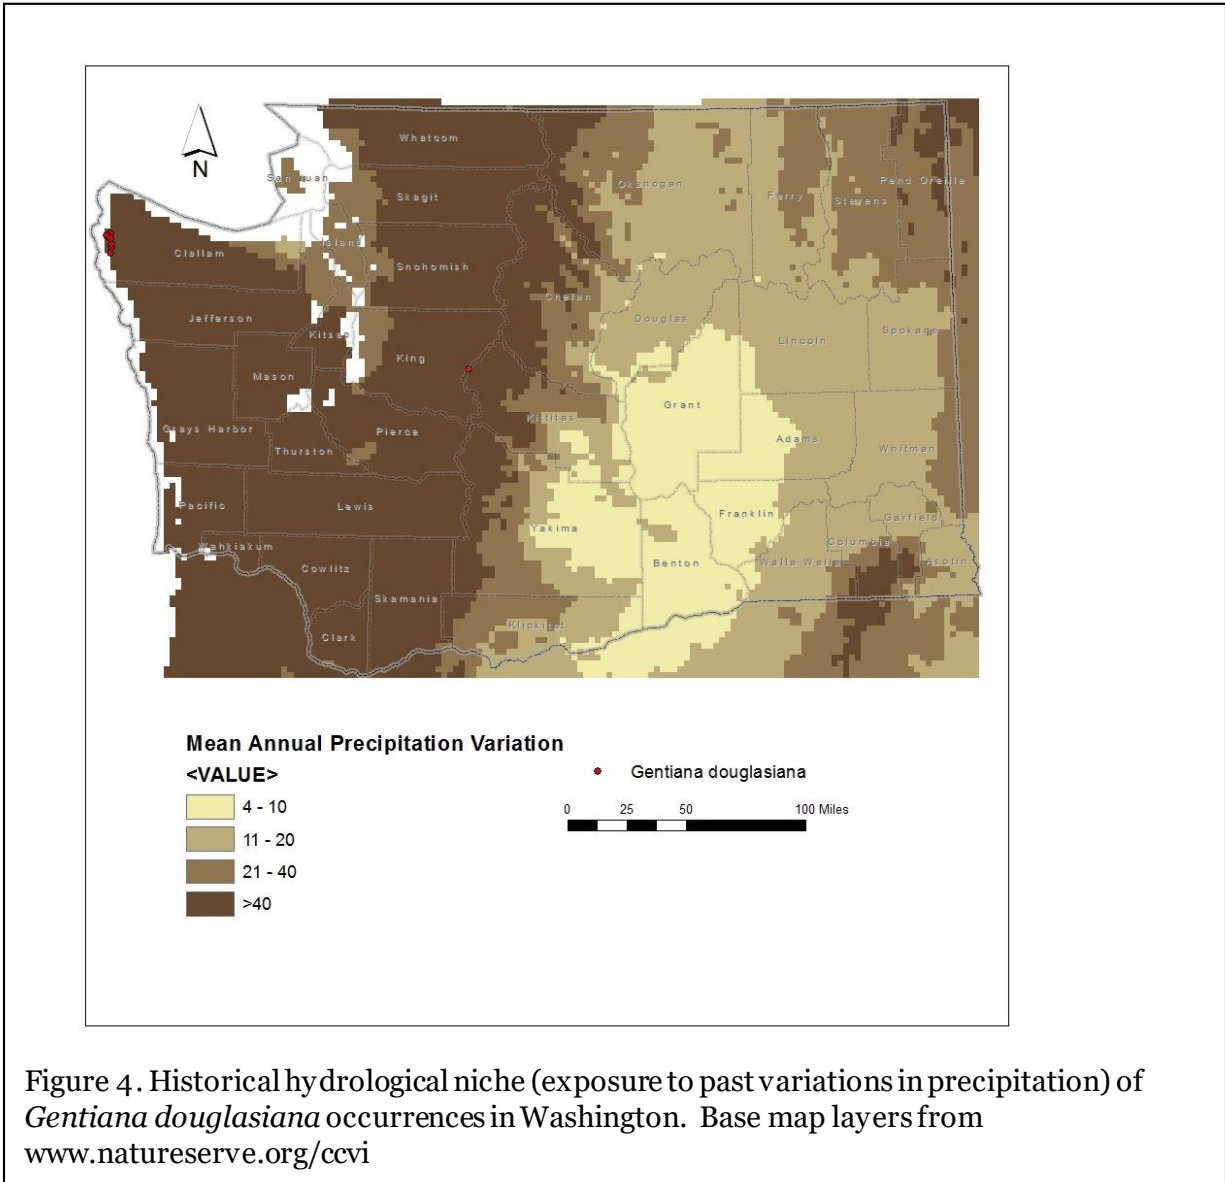 N
Whatcom
San Juan
Skagit
Okanogan
Ferry
Stevens
Pend Oreille
Island
Clallam
Snohomish
Chelan
Jefferson
Kitsap
King
Douglas
Lincoln
Spokane
Mason
Grant
Kittitas
Grays Harbor
Thurston
Pierce
Adams
Whitman
Pacific
Lewis
Yakima
Franklin
Garfield
Wahkiakum
Columbia
Cowlitz
Benton
Walla Walla
Asotin
Skamania
Klickitat
Clark
Mean Annual Precipitation Variation
<VALUE>
4 - 10
11 - 20
21 - 40
>40
Gentiana douglasiana
0 25 50 100 Miles
Figure 4. Historical hydrological niche (exposure to past variations in precipitation) of
Gentiana douglasiana occurrences in Washington. Base map layers from
www.natureserve.org/ccvi